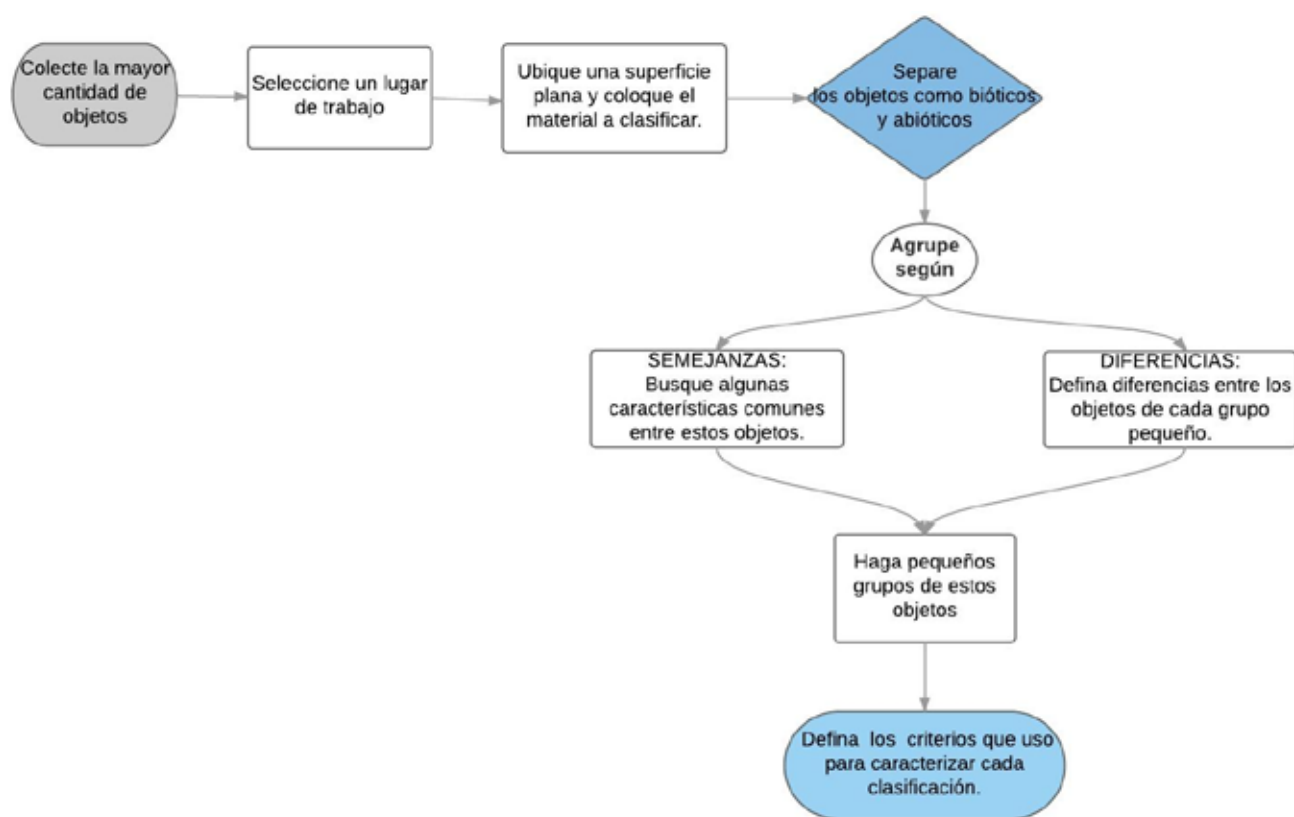 Colecte la mayor
cantidad de
objetos
Seleccione un lugar
de trabajo
Ubique una superficie
plana y coloque el
material a clasificar.
Separe
los objetos como bióticos
y abióticos
Agrupe
según
SEMEJANZAS:
Busque algunas
características comunes
entre estos objetos.
DIFERENCIAS:
Defina diferencias entre los
objetos de cada grupo
pequeño.
Haga pequeños
grupos de estos
objetos
Defina los criterios que uso
para caracterizar cada
clasificación.